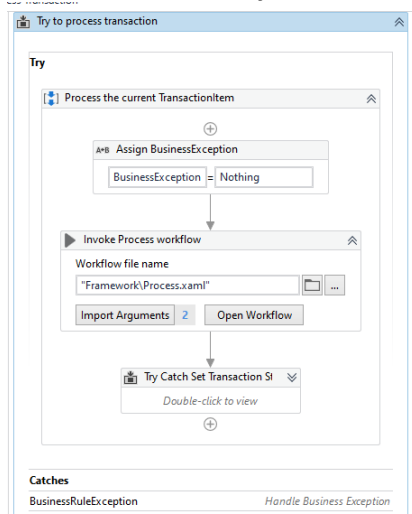 Try to process transaction
Try
Process the current TransactionItem
A+B Assign BusinessException
BusinessException = Nothing
Invoke Process workflow
Workflow file name
"Framework\Process.xaml"
...
Import Arguments 2 Open Workflow
Try Catch Set Transaction St
Double-click to view
Catches
BusinessRuleException Handle Business Exception